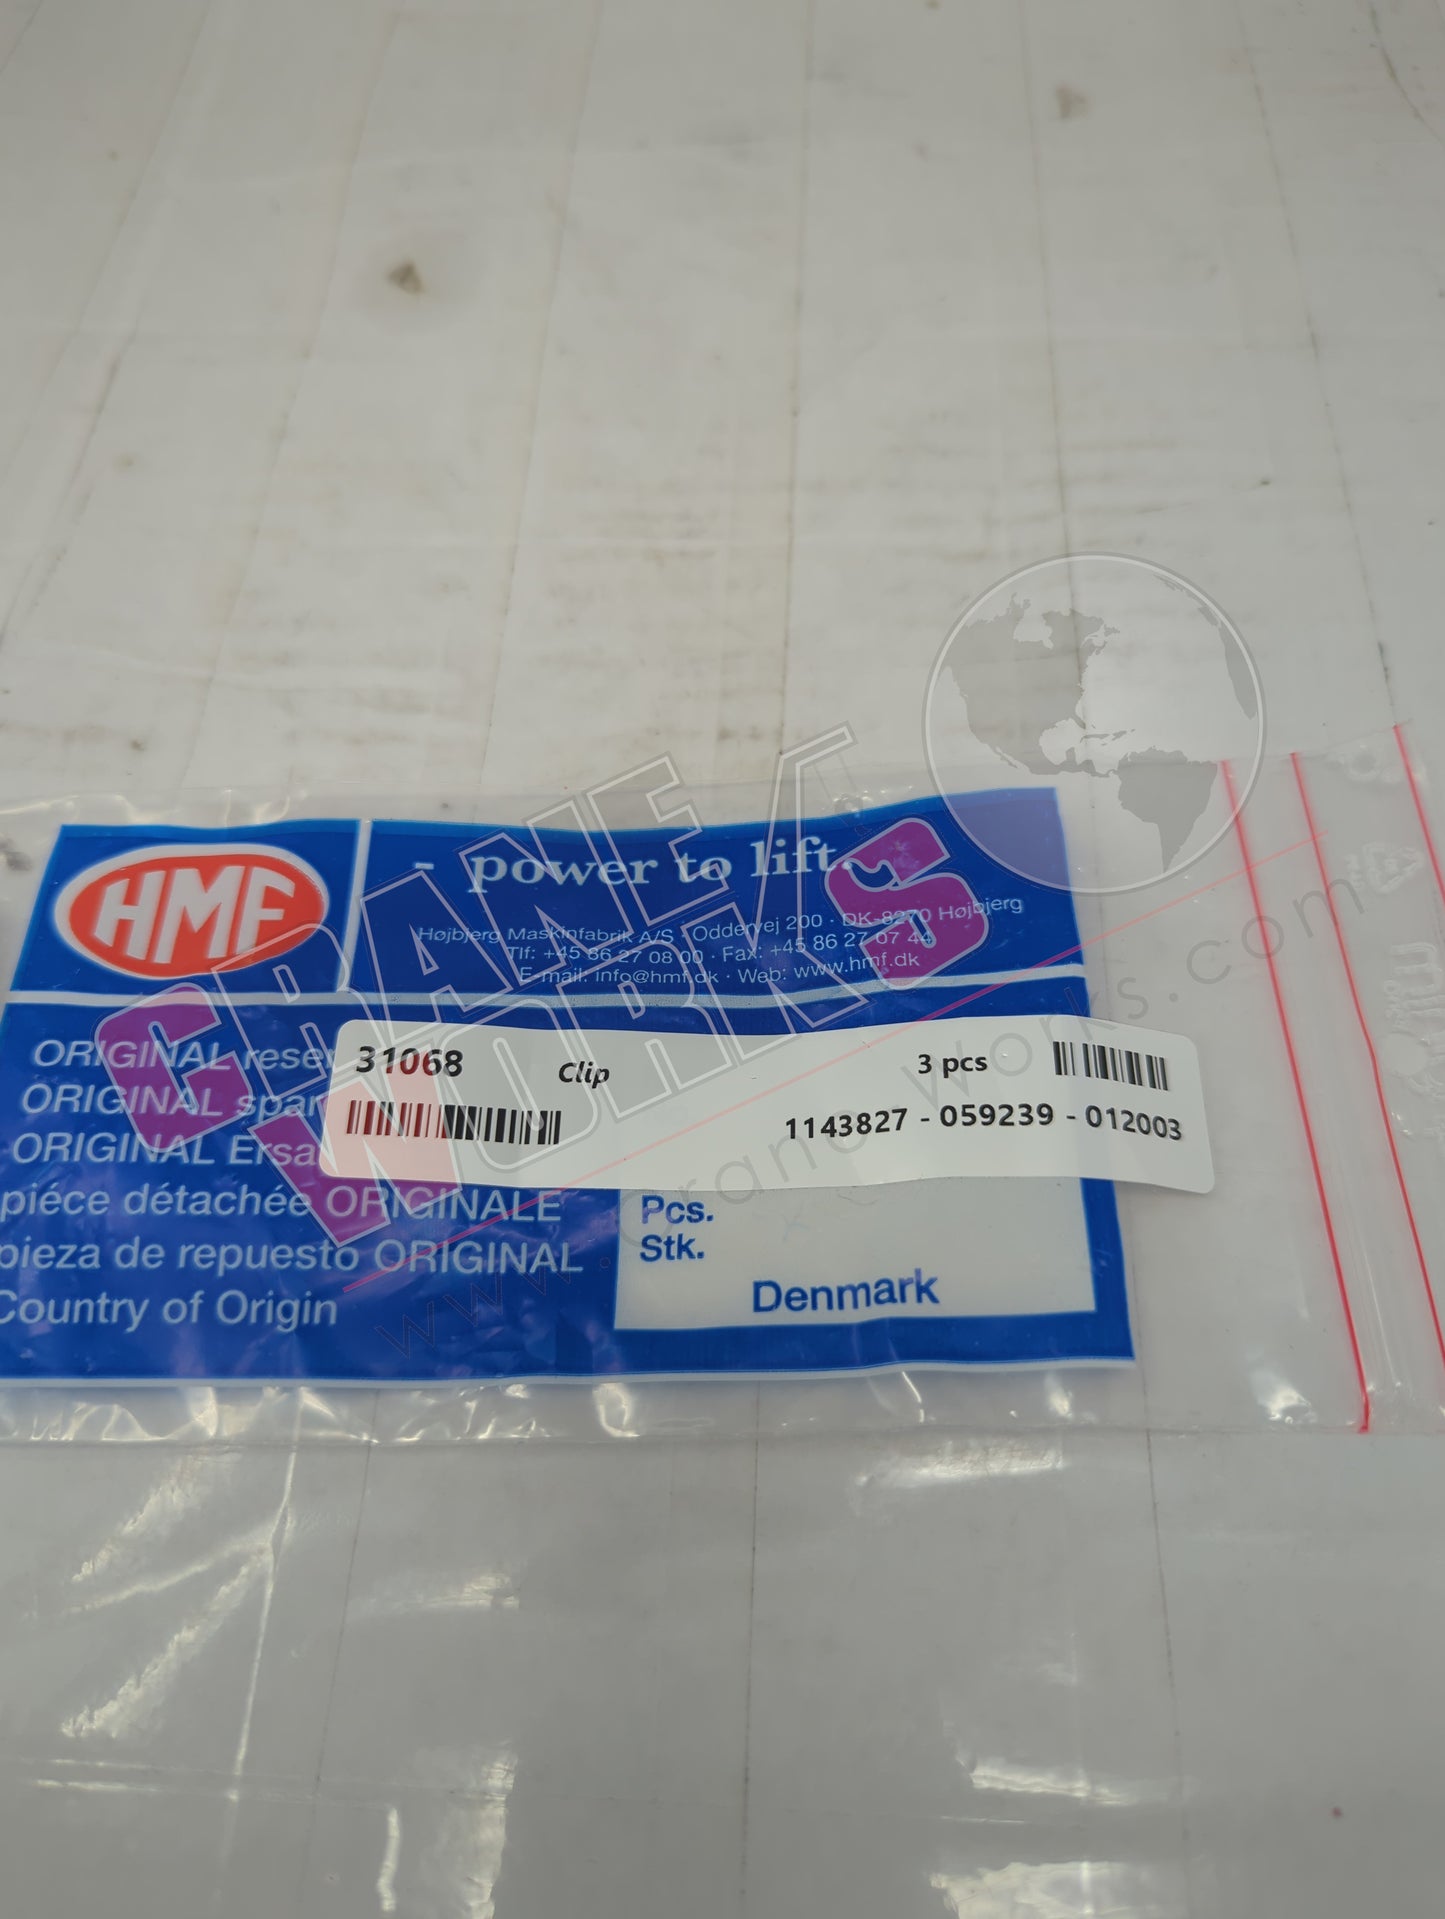 HMF
- power to lift.
Højbjerg Maskinfabrik A/S · Oddervej 200 · DK-8270 Højbjerg
Tlf: +45 86 27 08 00 · Fax: +45 86 27 07 44
E-mail: info@hmf.dk · Web: www.hmf.dk
31068 Clip 3 pcs
1143827 - 059239 - 012003
ORIGINAL
ORIGINAL
ORIGINAL
piéce détachée ORIGINALE
pieza de repuesto ORIGINAL
Country of Origin
Pcs.
Stk.
Denmark
CRANE WORKS
www.crane-works.com